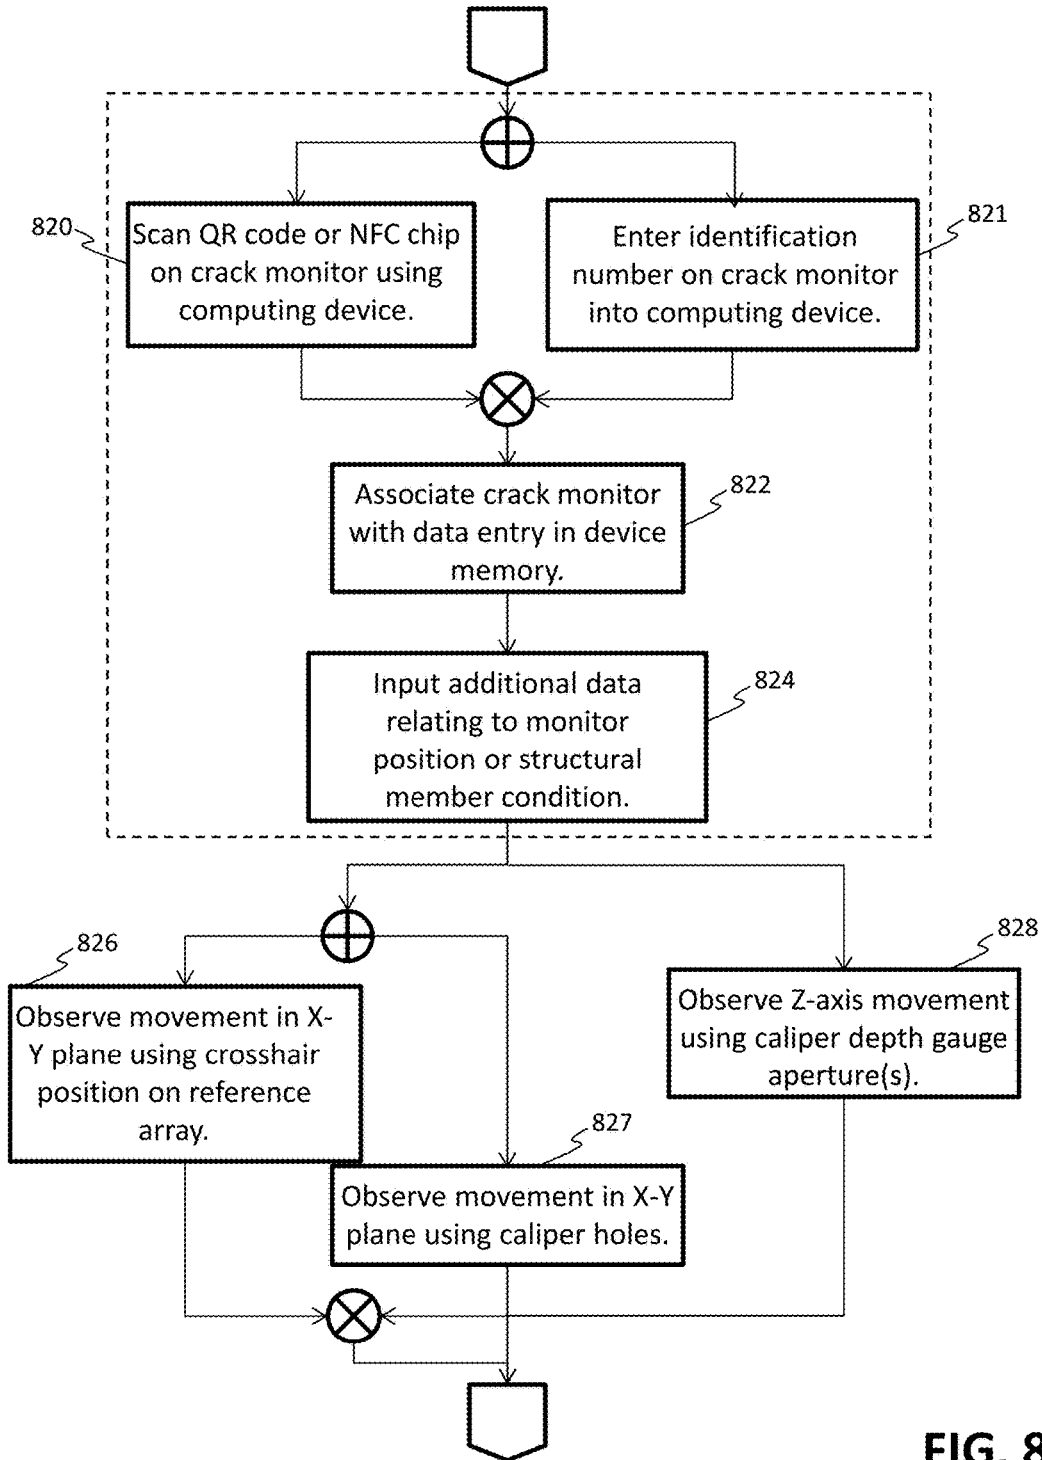 820
Scan QR code or NFC chip
on crack monitor using
computing device.
821
Enter identification
number on crack monitor
into computing device.
822
Associate crack monitor
with data entry in device
memory.
824
Input additional data
relating to monitor
position or structural
member condition.
826
Observe movement in X-
Y plane using crosshair
position on reference
array.
828
Observe Z-axis movement
using caliper depth gauge
aperture(s).
827
Observe movement in X-Y
plane using caliper holes.
FIG. 8